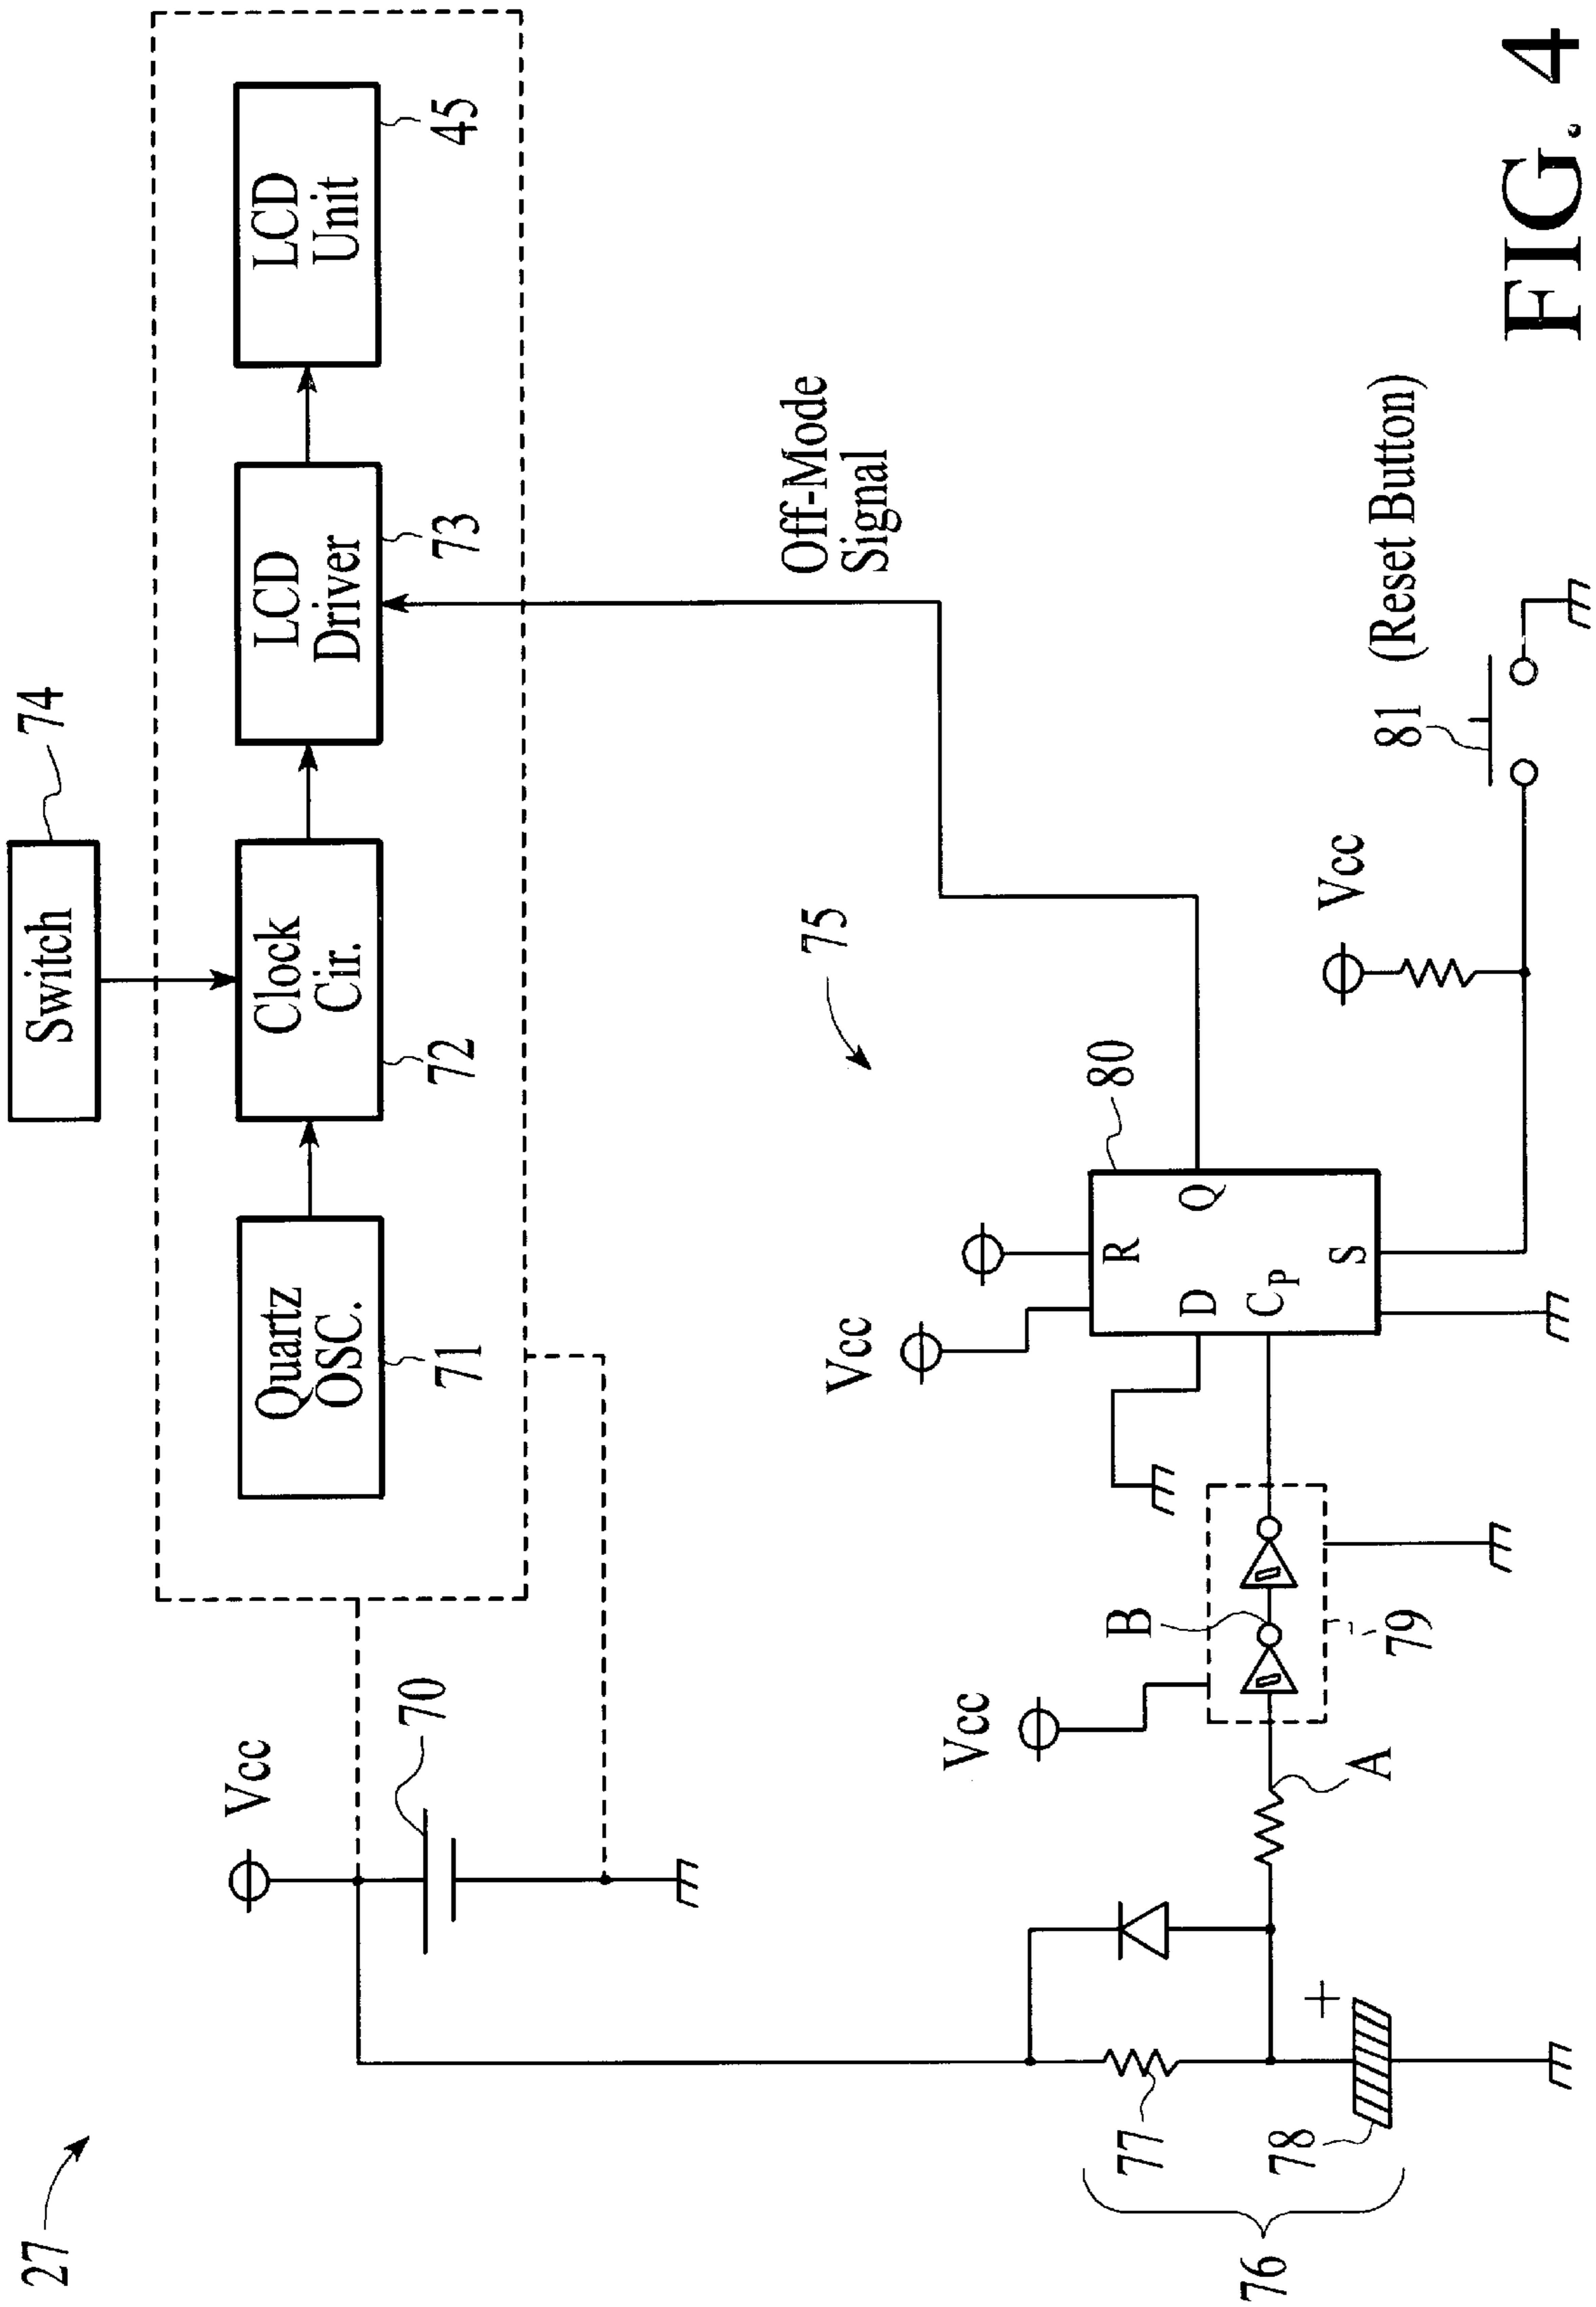 27
Switch
74
Quartz
OSC.
71
Clock
Cir.
72
LCD
Driver
73
LCD
Unit
45
Vcc
70
Off-Mode
Signal
75
76
77
78
+
A
Vcc
B
79
Vcc
R
D
Q
CP
S
80
Vcc
81 (Reset Button)
FIG. 4